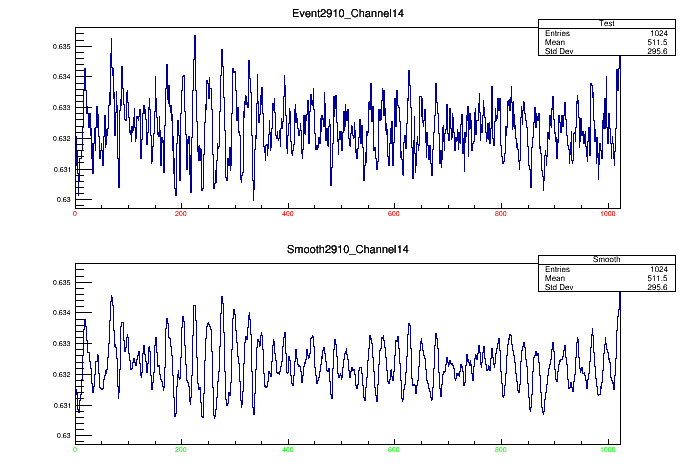 Event2910_Channel14
Test
Entries 1024
Mean 511.5
Std Dev 295.6
0.635
0.634
0.633
0.632
0.631
0.63
0 200 400 600 800 1000
Smooth2910_Channel14
Smooth
Entries 1024
Mean 511.5
Std Dev 295.6
0.635
0.634
0.633
0.632
0.631
0.63
0 200 400 600 800 1000